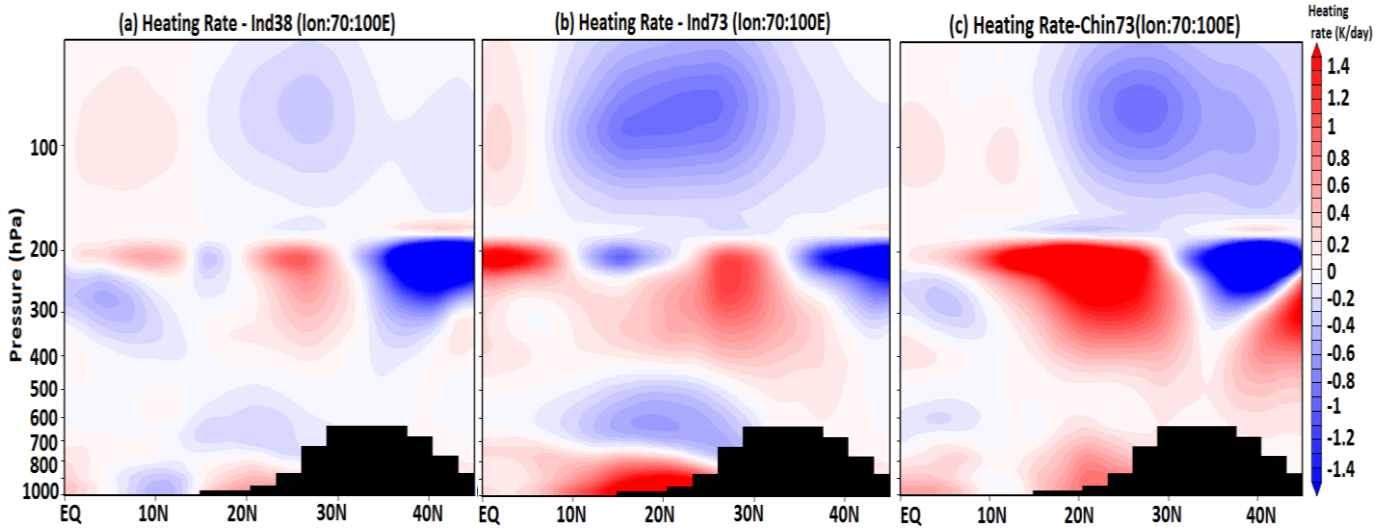 (a) Heating Rate - Ind38 (lon:70:100E)
(b) Heating Rate - Ind73 (lon:70:100E)
(c) Heating Rate-Chin73(lon:70:100E)
Heating
rate (K/day)
Pressure (hPa)
100
200
300
400
500
600
700
800
1000
EQ 10N 20N 30N 40N
EQ 10N 20N 30N 40N
EQ 10N 20N 30N 40N
1.4
1.2
1
0.8
0.6
0.4
0.2
0
-0.2
-0.4
-0.6
-0.8
-1
-1.2
-1.4